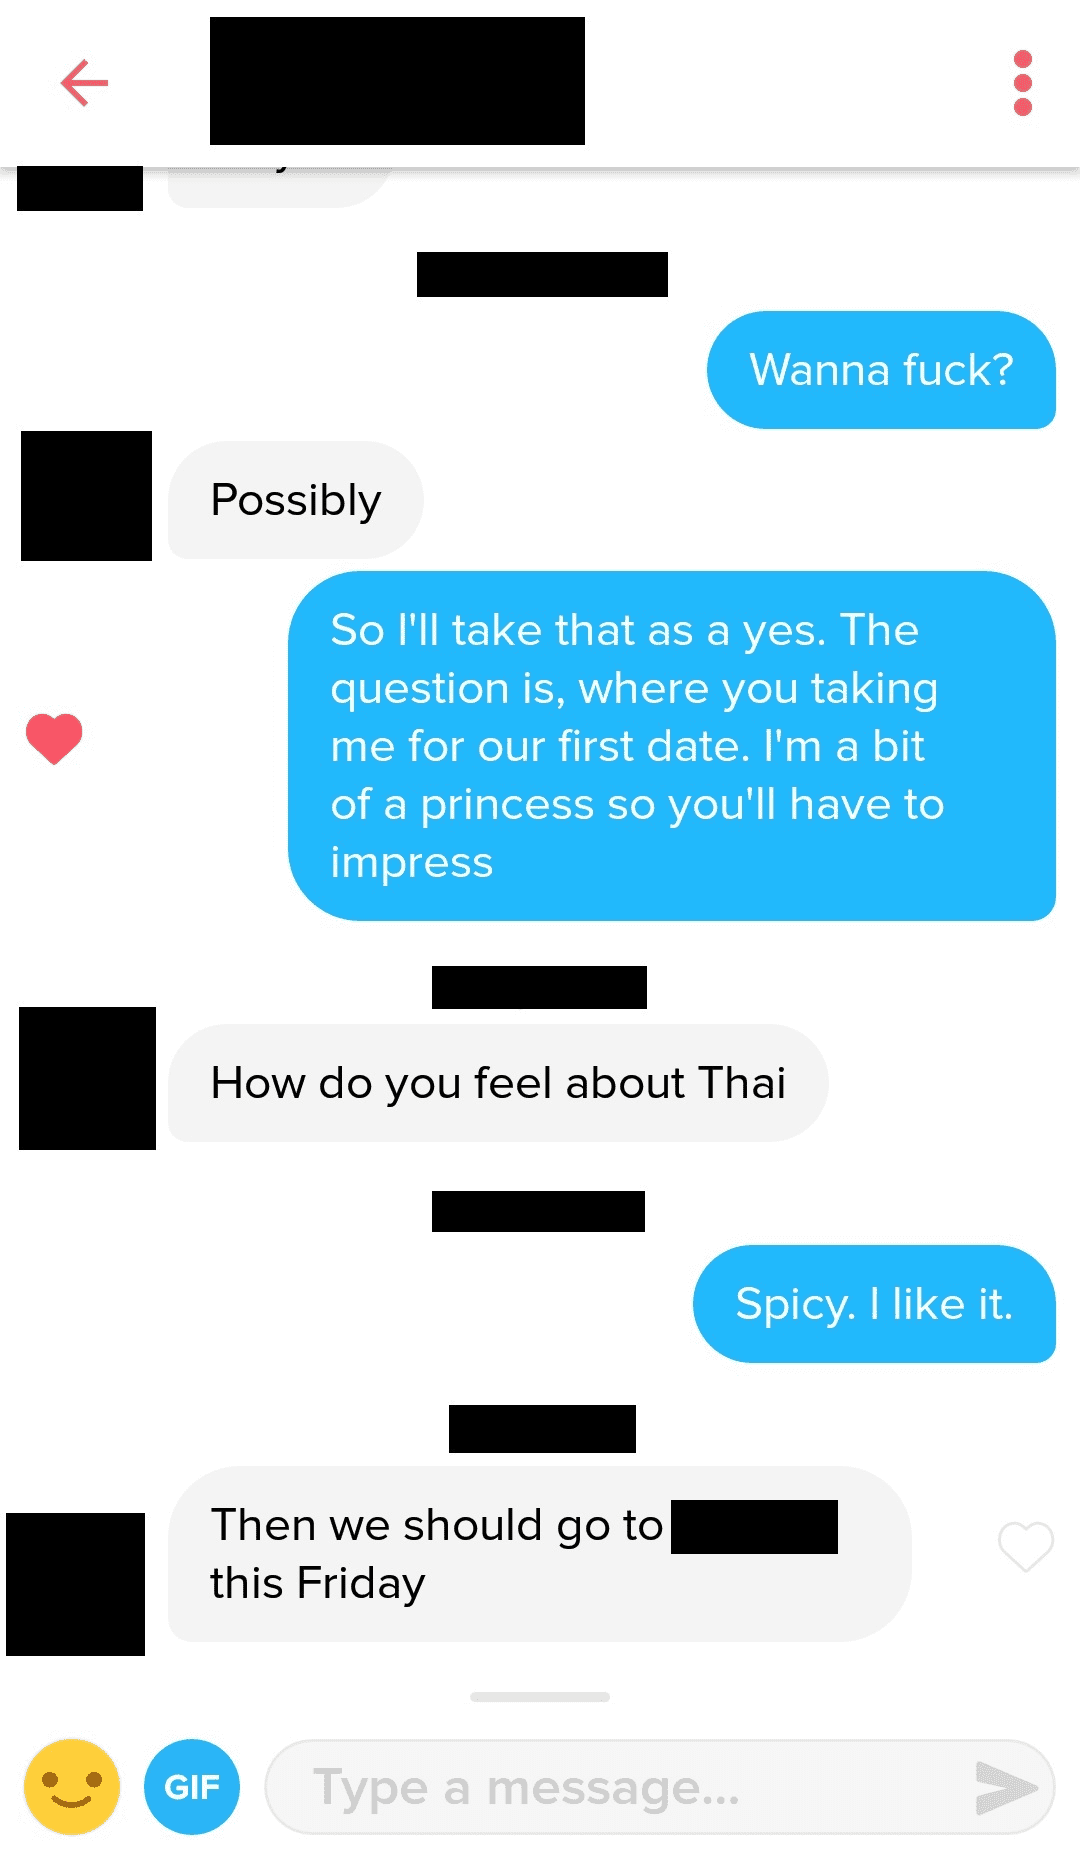 Wanna fuck?
Possibly
So I'll take that as a yes. The
question is, where you taking
me for our first date. I'm a bit
of a princess so you'll have to
impress
How do you feel about Thai
Spicy. I like it.
Then we should go to
this Friday
GIF
Type a message...